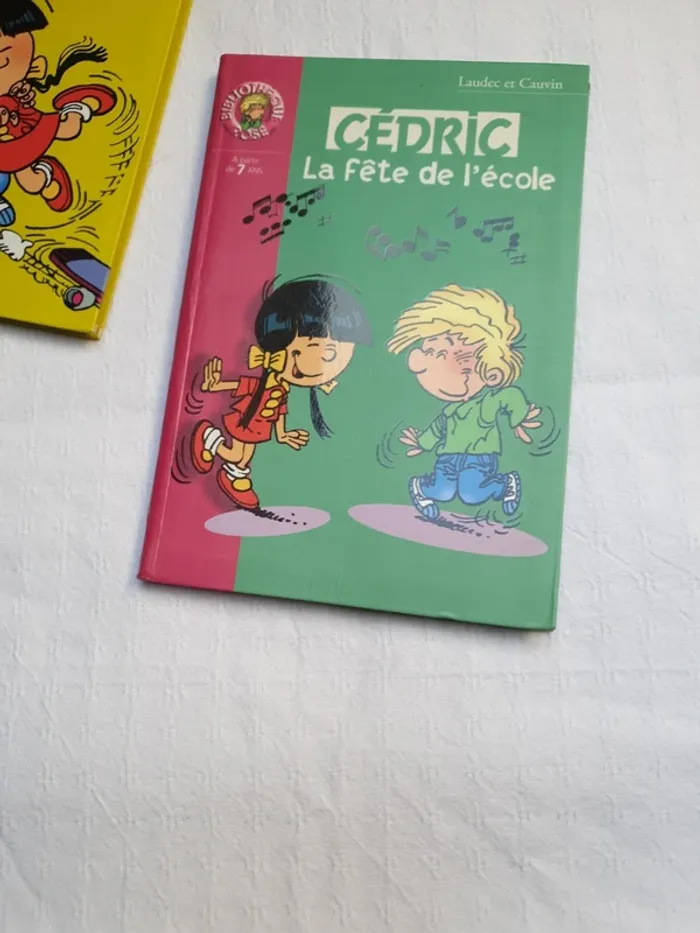 Laudec et Cauvin
BIBLIOTHÈQUE
ROSE
À partir
de 7 ANS
CÉDRIC
La fête de l'école